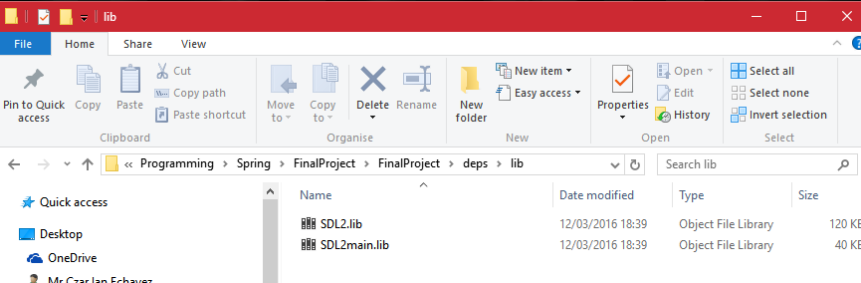 lib
File Home Share View
Pin to Quick access
Copy
Paste
Cut
Copy path
Paste shortcut
Clipboard
Move to
Copy to
Delete
Rename
Organise
New folder
New item
Easy access
New
Properties
Open
Edit
History
Open
Select all
Select none
Invert selection
Select
« Programming > Spring > FinalProject > FinalProject > deps > lib
Search lib
Quick access
Desktop
OneDrive
Mr Czar Ian Echavez
Name Date modified Type Size
SDL2.lib 12/03/2016 18:39 Object File Library 120 KB
SDL2main.lib 12/03/2016 18:39 Object File Library 40 KB